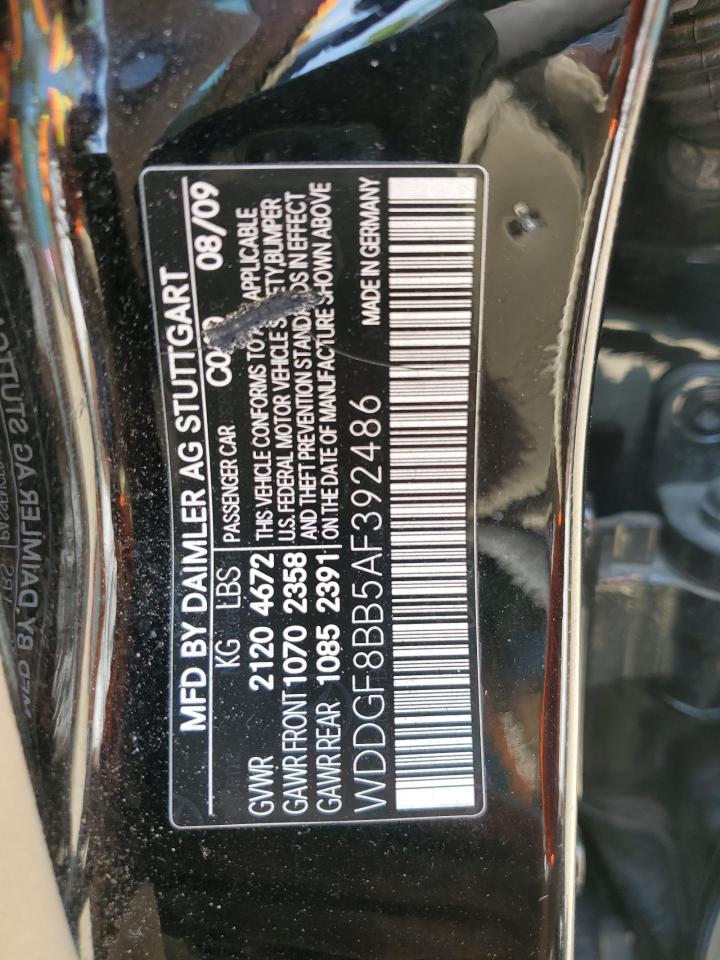 MFD BY DAIMLER AG STUTTGART
KG LBS
PASSENGER CAR 08/09
GVWR 2120 4672
GAWR FRONT 1070 2358
GAWR REAR 1085 2391
THIS VEHICLE CONFORMS TO APPLICABLE
U.S. FEDERAL MOTOR VEHICLE BUMPER
AND THEFT PREVENTION STANDARDS IN EFFECT
ON THE DATE OF MANUFACTURE SHOWN ABOVE
WDDGF8BB5AF392486 MADE IN GERMANY